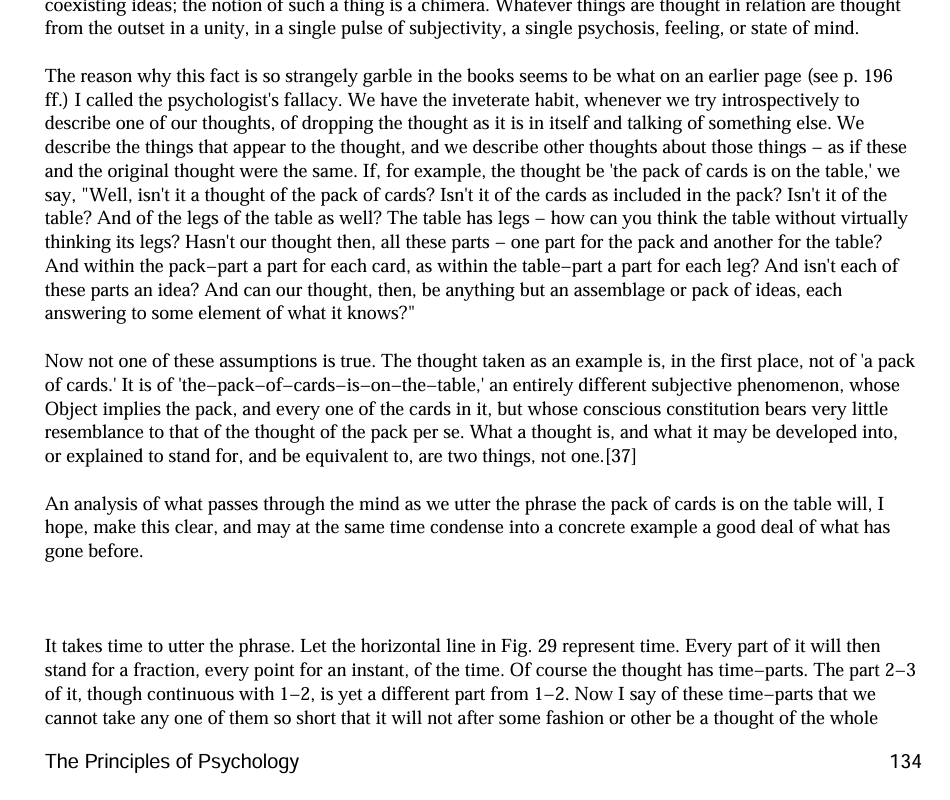 coexisting ideas; the notion of such a thing is a chimera. Whatever things are thought in relation are thought
from the outset in a unity, in a single pulse of subjectivity, a single psychosis, feeling, or state of mind.
The reason why this fact is so strangely garble in the books seems to be what on an earlier page (see p. 196
ff.) I called the psychologist's fallacy. We have the inveterate habit, whenever we try introspectively to
describe one of our thoughts, of dropping the thought as it is in itself and talking of something else. We
describe the things that appear to the thought, and we describe other thoughts about those things − as if these
and the original thought were the same. If, for example, the thought be 'the pack of cards is on the table,' we
say, "Well, isn't it a thought of the pack of cards? Isn't it of the cards as included in the pack? Isn't it of the
table? And of the legs of the table as well? The table has legs − how can you think the table without virtually
thinking its legs? Hasn't our thought then, all these parts − one part for the pack and another for the table?
And within the pack−part a part for each card, as within the table−part a part for each leg? And isn't each of
these parts an idea? And can our thought, then, be anything but an assemblage or pack of ideas, each
answering to some element of what it knows?"
Now not one of these assumptions is true. The thought taken as an example is, in the first place, not of 'a pack
of cards.' It is of 'the−pack−of−cards−is−on−the−table,' an entirely different subjective phenomenon, whose
Object implies the pack, and every one of the cards in it, but whose conscious constitution bears very little
resemblance to that of the thought of the pack per se. What a thought is, and what it may be developed into,
or explained to stand for, and be equivalent to, are two things, not one.[37]
An analysis of what passes through the mind as we utter the phrase the pack of cards is on the table will, I
hope, make this clear, and may at the same time condense into a concrete example a good deal of what has
gone before.
It takes time to utter the phrase. Let the horizontal line in Fig. 29 represent time. Every part of it will then
stand for a fraction, every point for an instant, of the time. Of course the thought has time−parts. The part 2−3
of it, though continuous with 1−2, is yet a different part from 1−2. Now I say of these time−parts that we
cannot take any one of them so short that it will not after some fashion or other be a thought of the whole
The Principles of Psychology 134